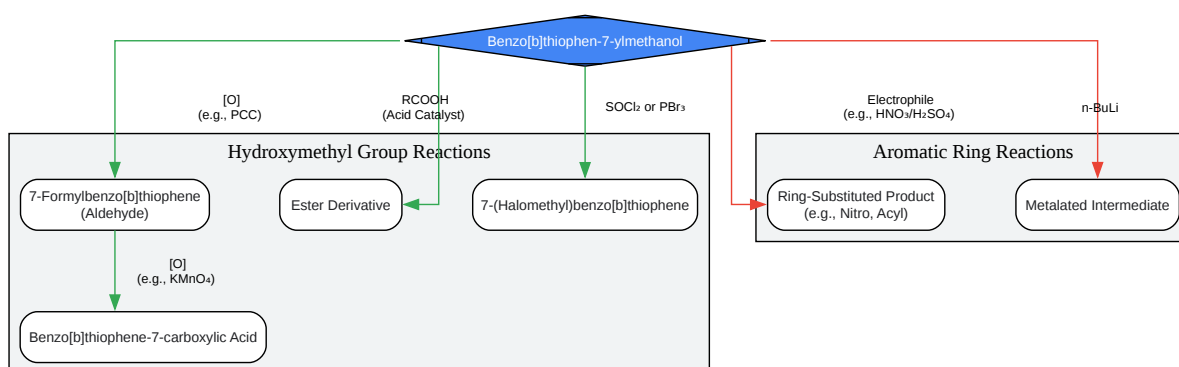 Benzo[b]thiophen-7-ylmethanol
[O]
(e.g., PCC)
RCOOH
(Acid Catalyst)
SOCl₂ or PBr₃
Electrophile
(e.g., HNO₃/H₂SO₄)
n-BuLi
Hydroxymethyl Group Reactions
Aromatic Ring Reactions
7-Formylbenzo[b]thiophene
(Aldehyde)
Ester Derivative
7-(Halomethyl)benzo[b]thiophene
Ring-Substituted Product
(e.g., Nitro, Acyl)
Metalated Intermediate
[O]
(e.g., KMnO₄)
Benzo[b]thiophene-7-carboxylic Acid